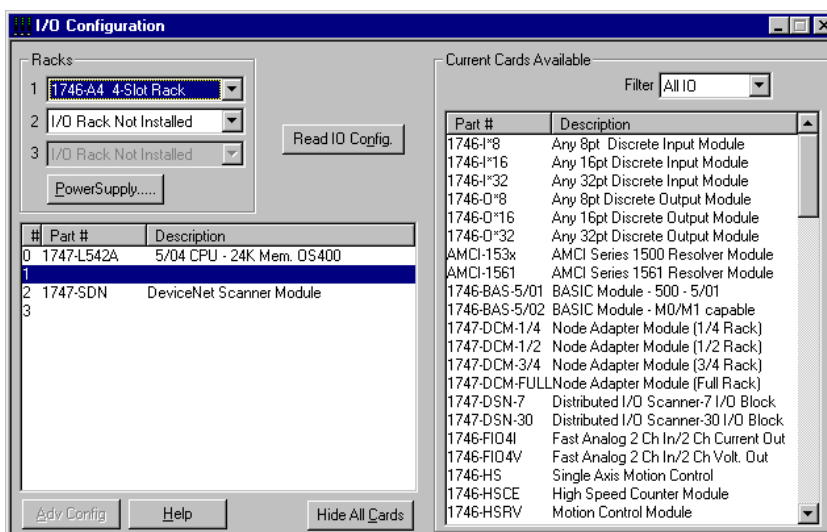 I/O Configuration
Racks
1 1746-A4 4-Slot Rack
2 I/O Rack Not Installed
3 I/O Rack Not Installed
PowerSupply.....
Read IO Config.
# Part # Description
0 1747-L542A 5/04 CPU - 24K Mem. OS400
1
2 1747-SDN DeviceNet Scanner Module
3
Adv Config Help Hide All Cards
Current Cards Available
Filter All IO
Part # Description
1746-I*8 Any 8pt Discrete Input Module
1746-I*16 Any 16pt Discrete Input Module
1746-I*32 Any 32pt Discrete Input Module
1746-O*8 Any 8pt Discrete Output Module
1746-O*16 Any 16pt Discrete Output Module
1746-O*32 Any 32pt Discrete Output Module
AMCI-153x AMCI Series 1500 Resolver Module
AMCI-1561 AMCI Series 1561 Resolver Module
1746-BAS-5/01 BASIC Module - 500 - 5/01
1746-BAS-5/02 BASIC Module - M0/M1 capable
1747-DCM-1/4 Node Adapter Module (1/4 Rack)
1747-DCM-1/2 Node Adapter Module (1/2 Rack)
1747-DCM-3/4 Node Adapter Module (3/4 Rack)
1747-DCM-FULL Node Adapter Module (Full Rack)
1747-DSN-7 Distributed I/O Scanner-7 I/O Block
1747-DSN-30 Distributed I/O Scanner-30 I/O Block
1746-FIO4I Fast Analog 2 Ch In/2 Ch Current Out
1746-FIO4V Fast Analog 2 Ch In/2 Ch Volt. Out
1746-HS Single Axis Motion Control
1746-HSCE High Speed Counter Module
1746-HSRV Motion Control Module